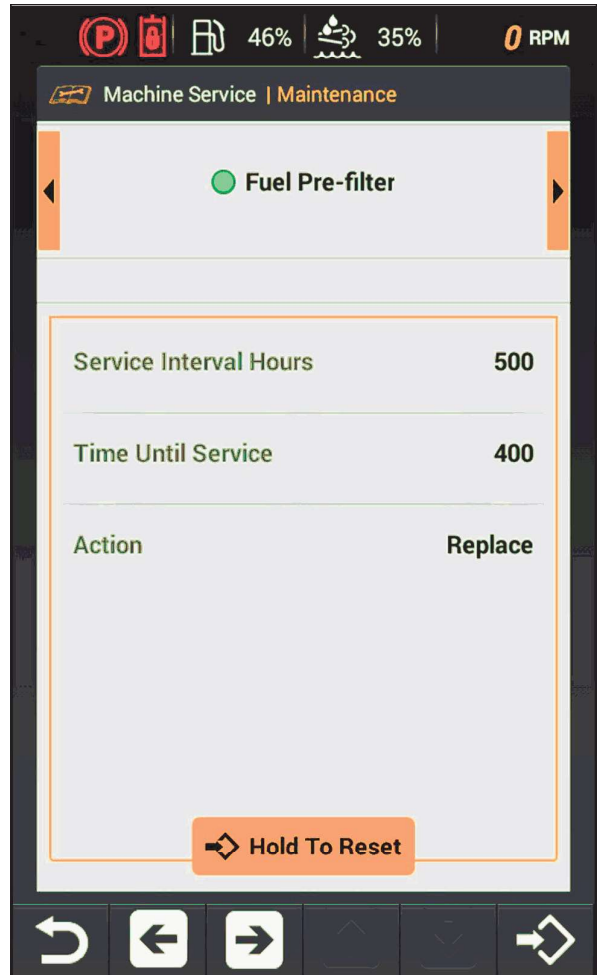 P 46% 35% 0 RPM
Machine Service | Maintenance
Fuel Pre-filter
Service Interval Hours 500
Time Until Service 400
Action Replace
Hold To Reset